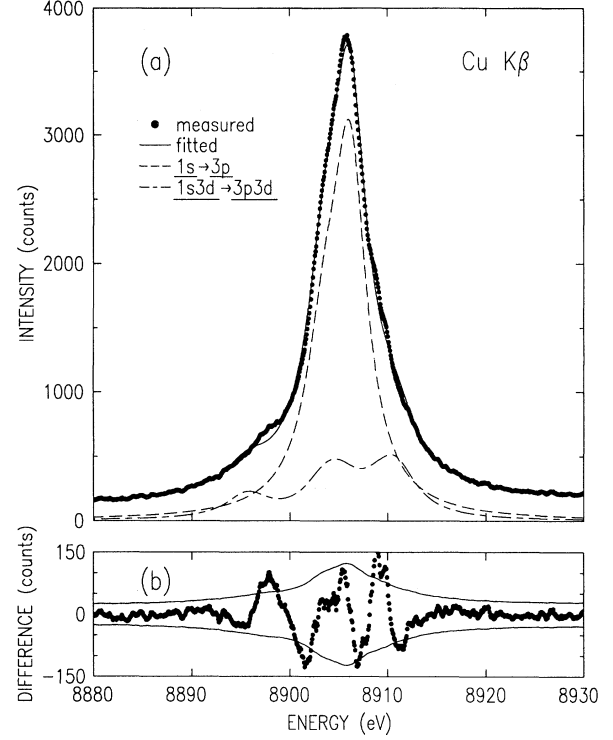 4000
(a)
Cu Kβ
measured
3000
fitted
1s→3p
1s3d→3p3d
INTENSITY (counts)
2000
1000
0
DIFFERENCE (counts)
150
(b)
0
−150
8880
8890
8900
8910
8920
8930
ENERGY (eV)